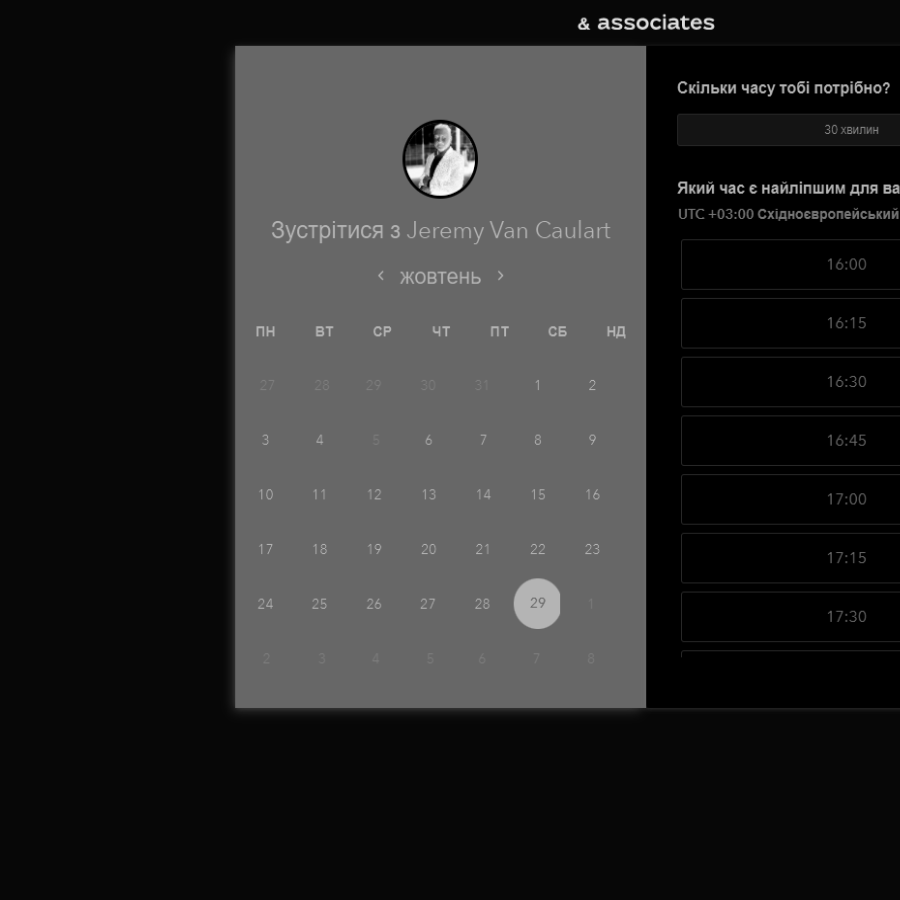 & associates
Зустрітися з Jeremy Van Caulart
‹ жовтень ›
ПН ВТ СР ЧТ ПТ СБ НД
27 28 29 30 31 1 2
3 4 5 6 7 8 9
10 11 12 13 14 15 16
17 18 19 20 21 22 23
24 25 26 27 28 29 1
2 3 4 5 6 7 8
Скільки часу тобі потрібно?
30 хвилин
Який час є найліпшим для ва
UTC +03:00 Східноєвропейський
16:00
16:15
16:30
16:45
17:00
17:15
17:30